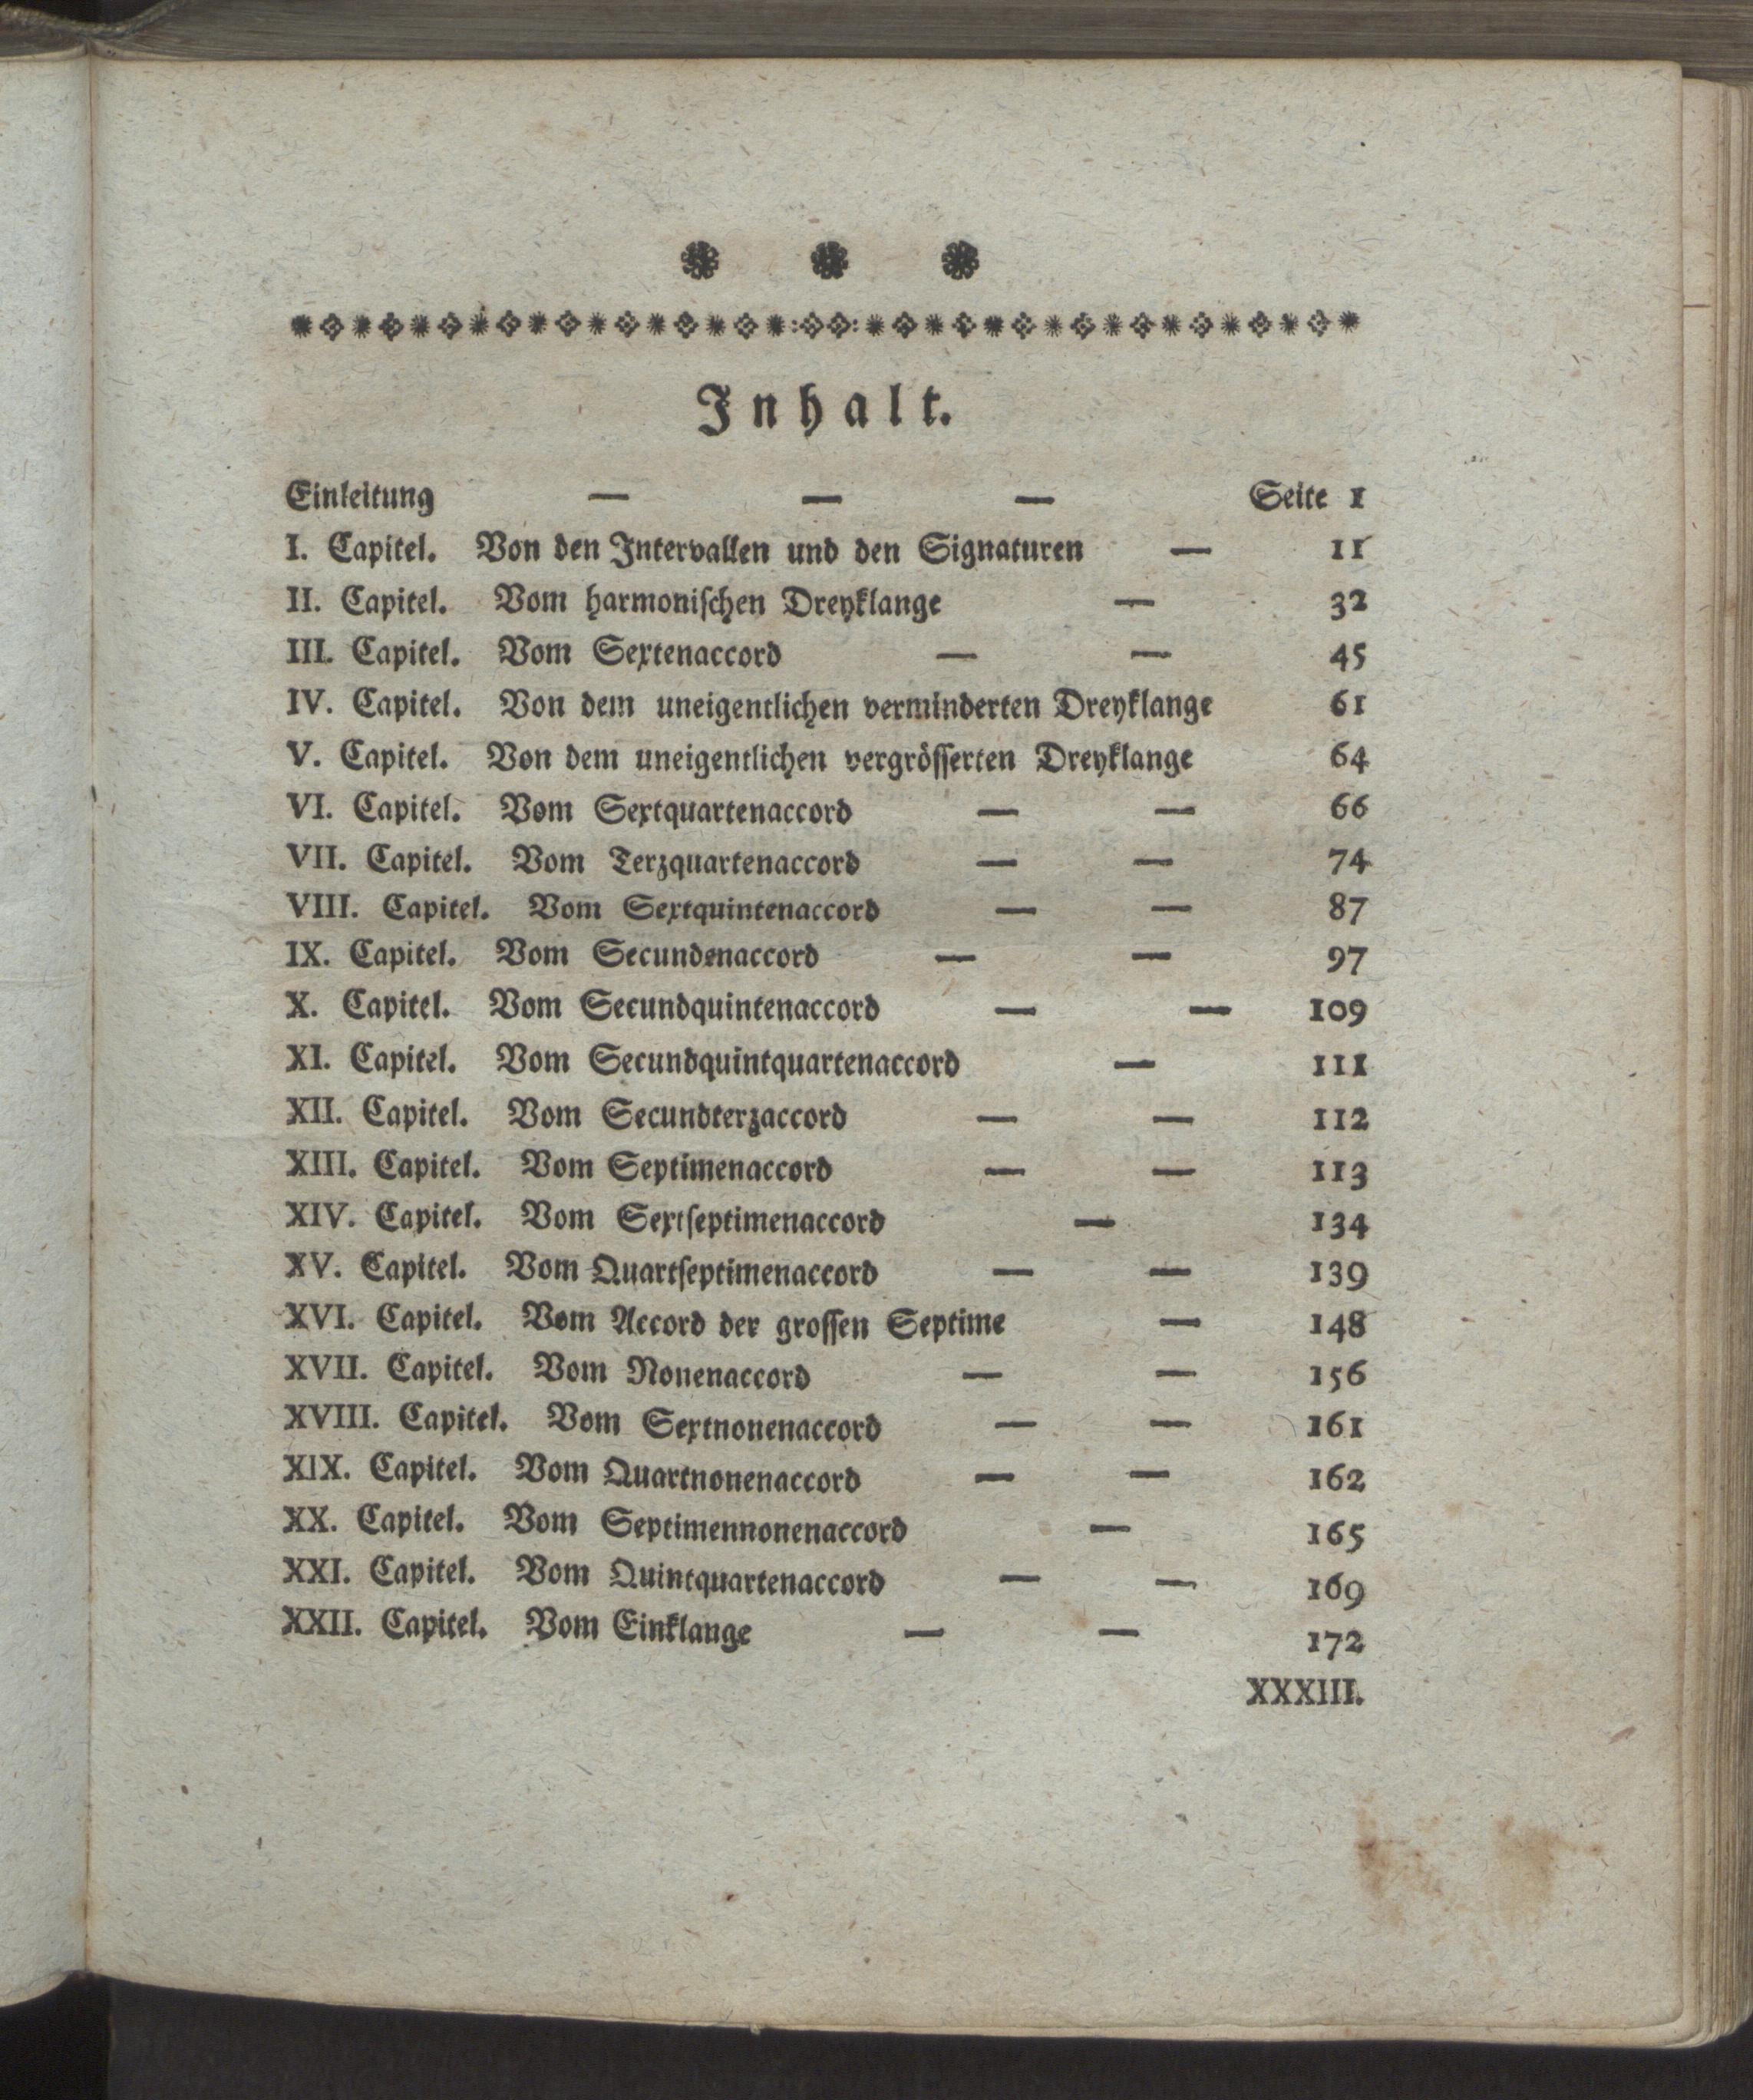 Inhalt.
Einleitung — — — Seite 1
I. Capitel. Von den Intervallen und den Signaturen — 11
II. Capitel. Vom harmonischen Dreyklange — 32
III. Capitel. Vom Sextenaccord — — 45
IV. Capitel. Von dem uneigentlichen verminderten Dreyklange 61
V. Capitel. Von dem uneigentlichen vergrösserten Dreyklange 64
VI. Capitel. Vom Sextquartenaccord — — 66
VII. Capitel. Vom Terzquartenaccord — — 74
VIII. Capitel. Vom Sextquintenaccord — — 87
IX. Capitel. Vom Secundenaccord — — 97
X. Capitel. Vom Secundquintenaccord — — 109
XI. Capitel. Vom Secundquintquartenaccord — 111
XII. Capitel. Vom Secundterzaccord — — 112
XIII. Capitel. Vom Septimenaccord — — 113
XIV. Capitel. Vom Sextseptimenaccord — 134
XV. Capitel. Vom Quartseptimenaccord — — 139
XVI. Capitel. Vom Accord der grossen Septime — 148
XVII. Capitel. Vom Nonenaccord — — 156
XVIII. Capitel. Vom Sextnonenaccord — — 161
XIX. Capitel. Vom Quartnonenaccord — — 162
XX. Capitel. Vom Septimennonenaccord — 165
XXI. Capitel. Vom Quintquartenaccord — — 169
XXII. Capitel. Vom Einklange — — 172
XXXIII.